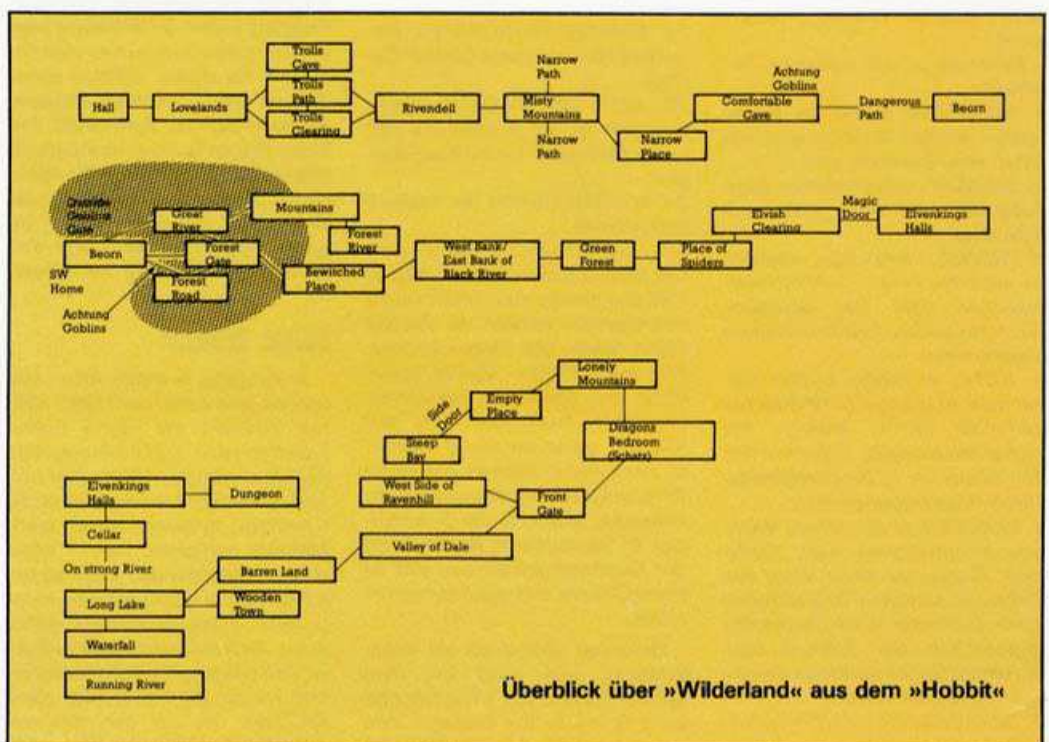 Trolls
Cave
Trolls
Path
Trolls
Clearing
Hall
Lovelands
Rivendell
Narrow
Path
Misty
Mountains
Narrow
Path
Narrow
Place
Achtung
Goblins
Comfortable
Cave
Dangerous
Path
Beorn
Outside
Goblins
Gate
Great
River
Mountains
Forest
River
Beorn
Forest
Gate
SW
Home
Forest
Road
Achtung
Goblins
Bewitched
Place
West Bank/
East Bank of
Black River
Green
Forest
Place of
Spiders
Elvish
Clearing
Magic
Door
Elvenkings
Halls
Lonely
Mountains
Empty
Place
Side
Door
Steep
Bay
Dragons
Bedroom
(Schatz)
West Side of
Ravenhill
Front
Gate
Valley of Dale
Elvenkings
Halls
Dungeon
Cellar
On strong River
Barren Land
Long Lake
Wooden
Town
Waterfall
Running River
Überblick über »Wilderland« aus dem »Hobbit«